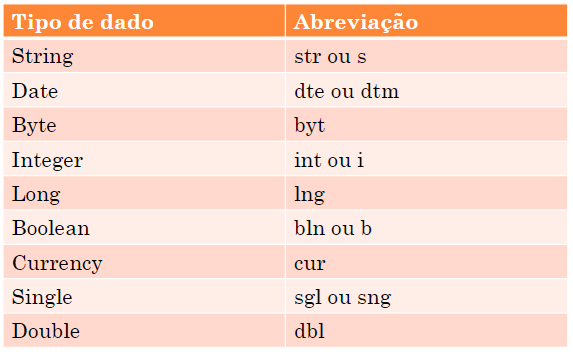 Tipo de dado Abreviação
String str ou s
Date dte ou dtm
Byte byt
Integer int ou i
Long lng
Boolean bln ou b
Currency cur
Single sgl ou sng
Double dbl